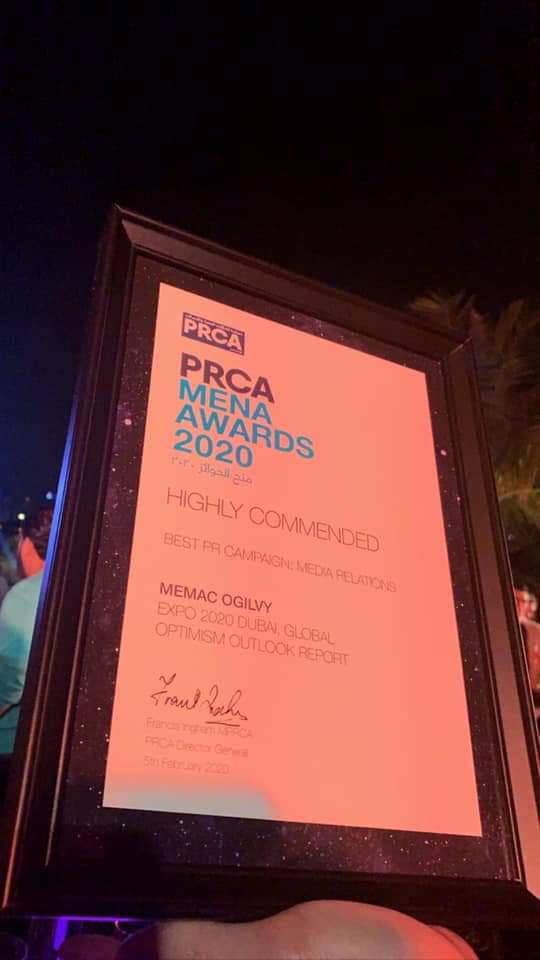 PRCA
PRCA
MENA
AWARDS
2020
منح الجوائز ٢٠٢٠
HIGHLY COMMENDED
BEST PR CAMPAIGN: MEDIA RELATIONS
MEMAC OGILVY
EXPO 2020 DUBAI, GLOBAL
OPTIMISM OUTLOOK REPORT
Francis Ingham MPRCA
PRCA Director General
5th February 2020